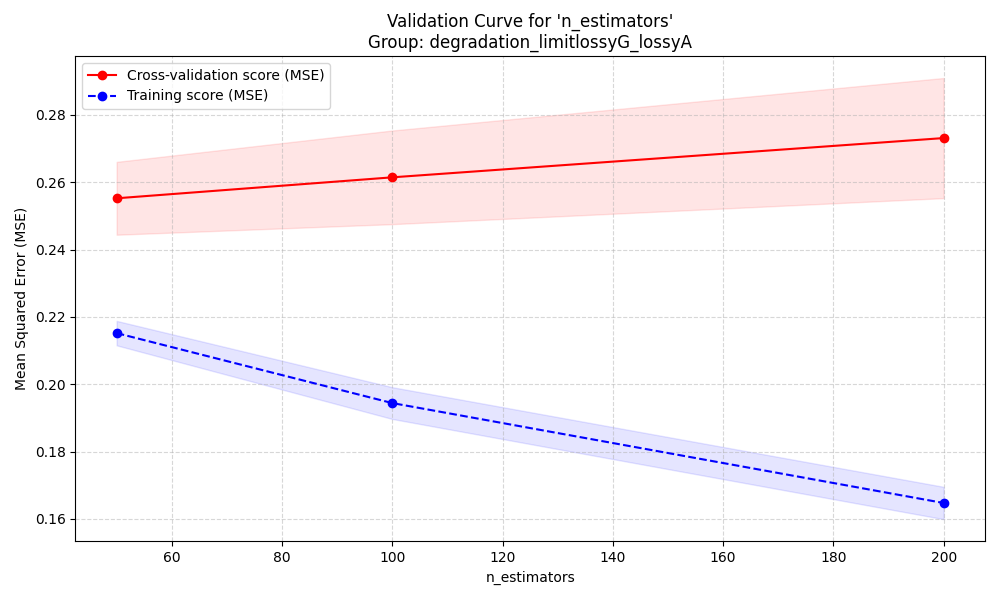 Validation Curve for 'n_estimators'
Group: degradation_limitlossyG_lossyA
Cross-validation score (MSE)
Training score (MSE)
Mean Squared Error (MSE)
0.28
0.26
0.24
0.22
0.20
0.18
0.16
60 80 100 120 140 160 180 200
n_estimators